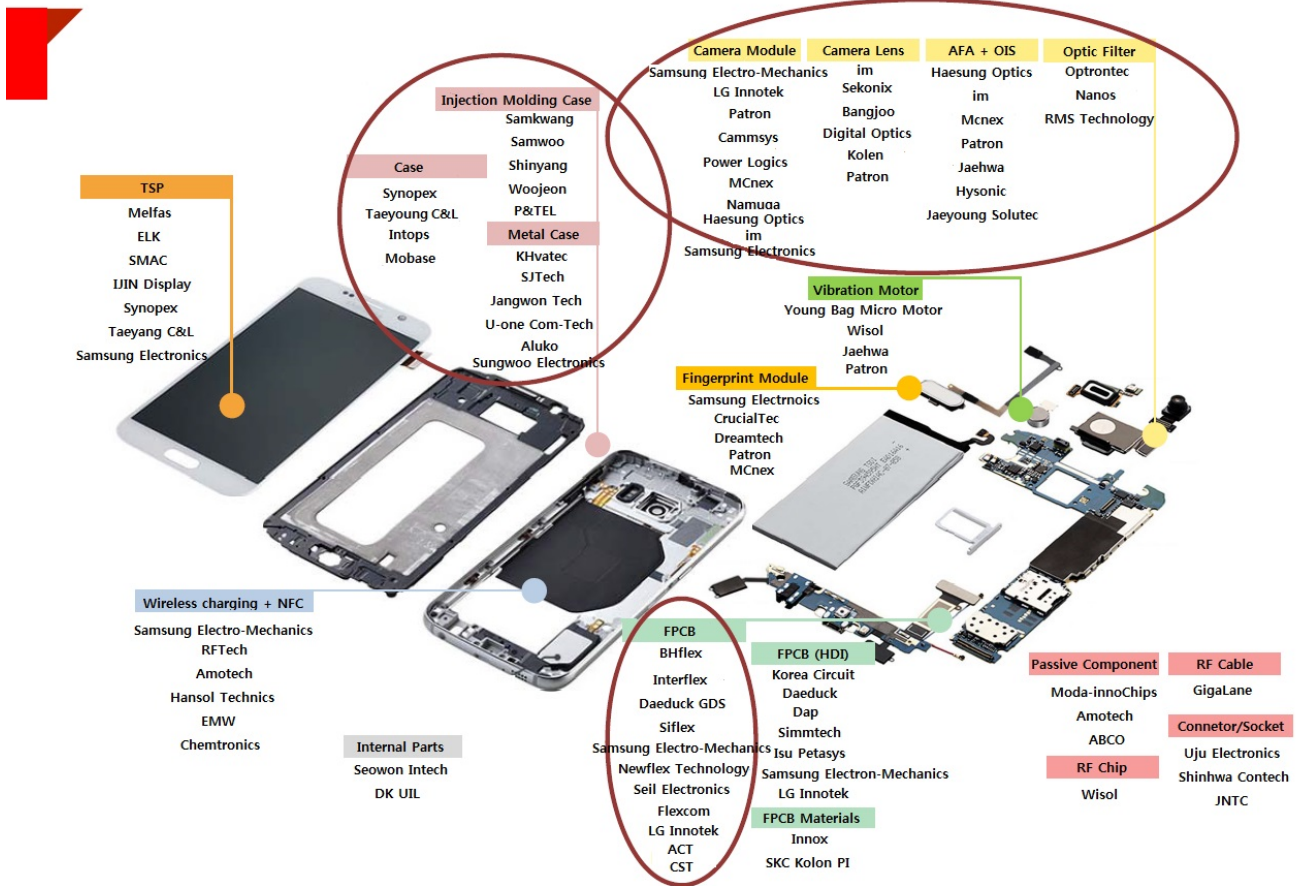 Camera Module
Samsung Electro-Mechanics
LG Innotek
Patron
Cammsys
Power Logics
MCnex
Namuga
Haesung Optics
im
Samsung Electronics
Camera Lens
im
Sekonix
Bangjoo
Digital Optics
Kolen
Patron
AFA + OIS
Haesung Optics
im
Mcnex
Patron
Jaehwa
Hysonic
Jaeyoung Solutec
Optic Filter
Optrontec
Nanos
RMS Technology
Injection Molding Case
Samkwang
Samwoo
Shinyang
Woojeon
P&TEL
Case
Synopex
Taeyoung C&L
Intops
Mobase
Metal Case
KHvatec
SJTech
Jangwon Tech
U-one Com-Tech
Aluko
Sungwoo Electronics
TSP
Melfas
ELK
SMAC
IJIN Display
Synopex
Taeyang C&L
Samsung Electronics
Vibration Motor
Young Bag Micro Motor
Wisol
Jaehwa
Patron
Fingerprint Module
Samsung Electrnoics
CrucialTec
Dreamtech
Patron
MCnex
Wireless charging + NFC
Samsung Electro-Mechanics
RFTech
Amotech
Hansol Technics
EMW
Chemtronics
Internal Parts
Seowon Intech
DK UIL
FPCB
BHflex
Interflex
Daeduck GDS
Siflex
Samsung Electro-Mechanics
Newflex Technology
Seil Electronics
Flexcom
LG Innotek
ACT
CST
FPCB (HDI)
Korea Circuit
Daeduck
Dap
Simmtech
Isu Petasys
Samsung Electron-Mechanics
LG Innotek
FPCB Materials
Innox
SKC Kolon PI
Passive Component
Moda-innoChips
Amotech
ABCO
RF Chip
Wisol
RF Cable
GigaLane
Connetor/Socket
Uju Electronics
Shinhwa Contech
JNTC